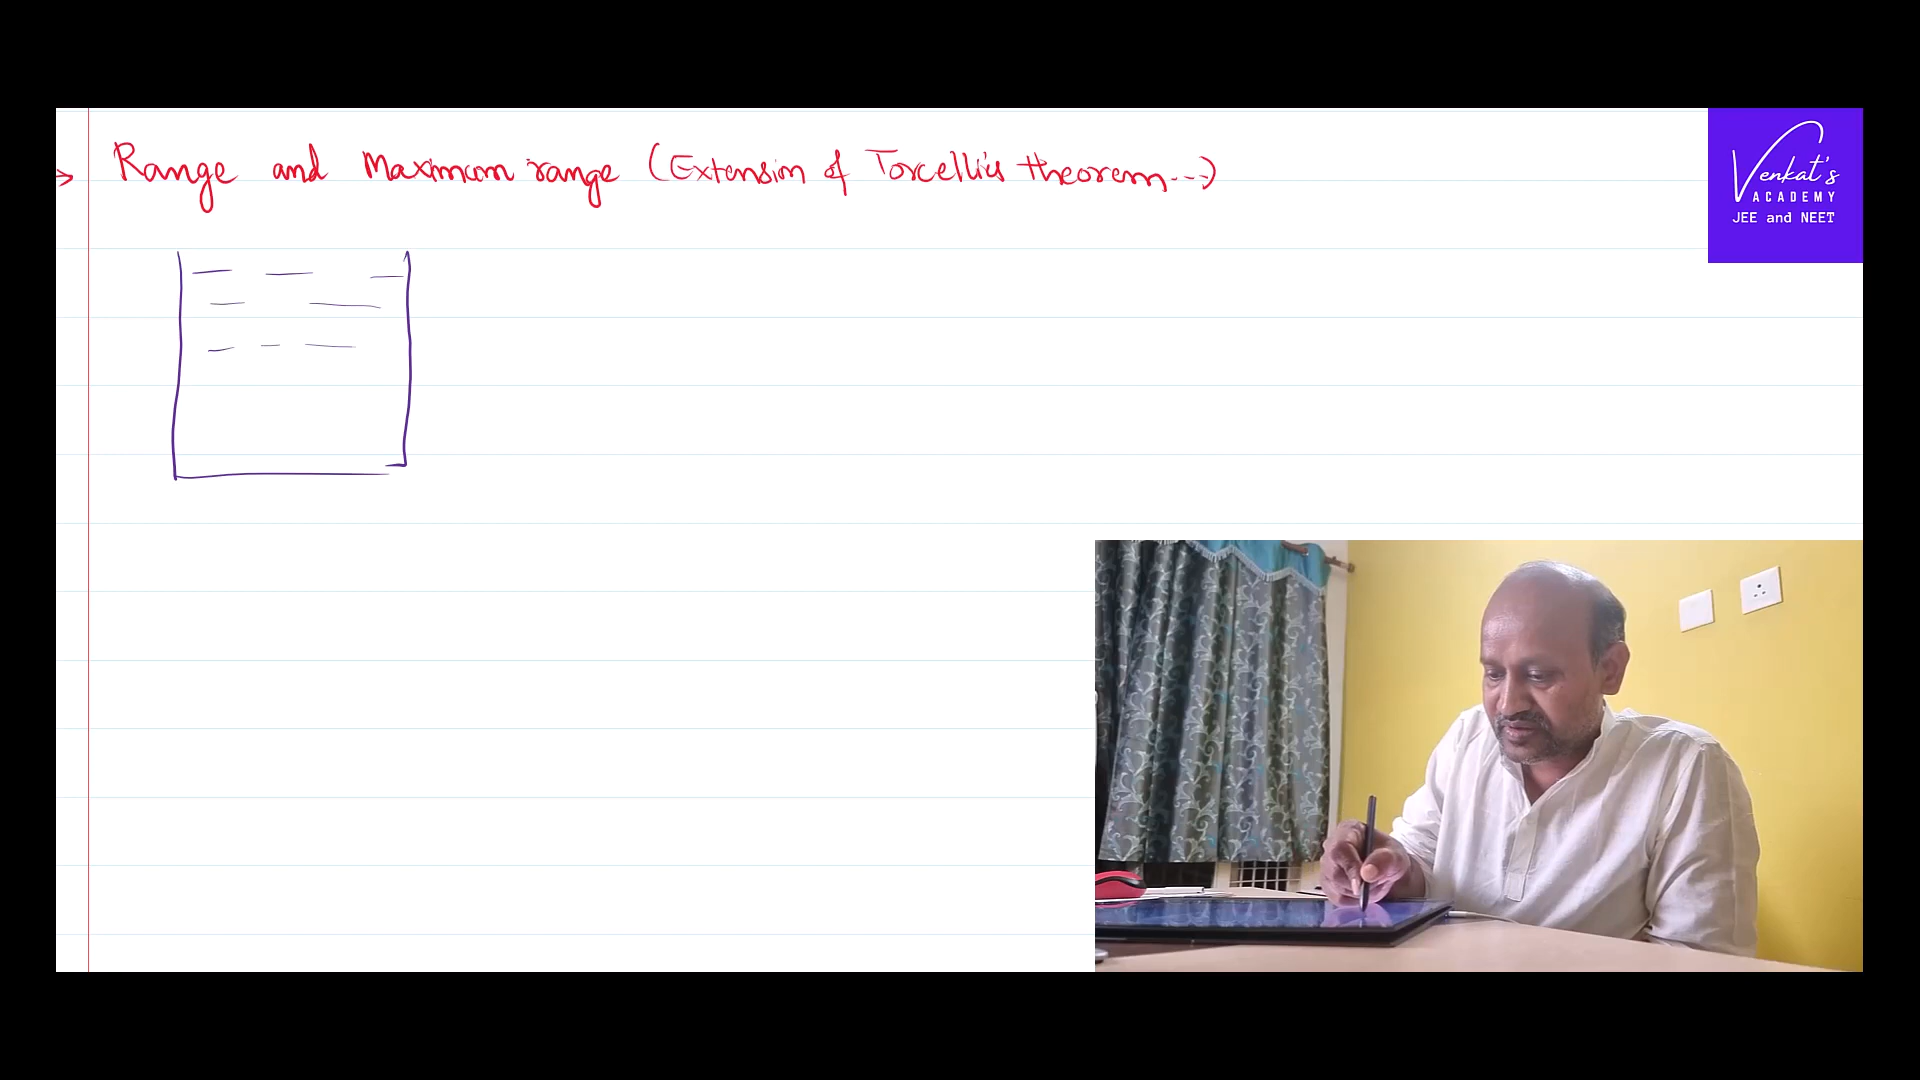 → Range and Maximum range (Extension of Torcelli's theorem...)
Venkat's
ACADEMY
JEE and NEET